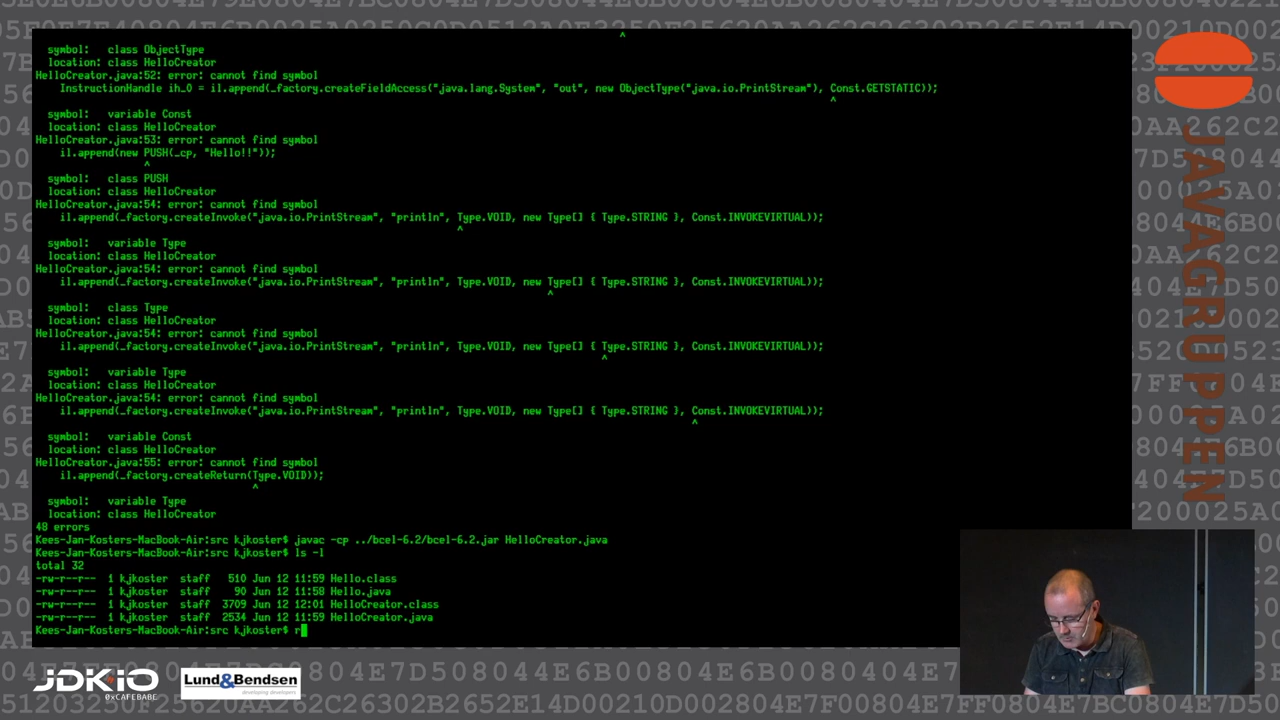 symbol:   class ObjectType
location: class HelloCreator
HelloCreator.java:52: error: cannot find symbol
InstructionHandle ih_0 = il.append(_factory.createFieldAccess("java.lang.System", "out", new ObjectType("java.io.PrintStream"), Const.GETSTATIC));
^
symbol:   variable Const
location: class HelloCreator
HelloCreator.java:53: error: cannot find symbol
il.append(new PUSH(_cp, "Hello!!"));
^
symbol:   class PUSH
location: class HelloCreator
HelloCreator.java:54: error: cannot find symbol
il.append(_factory.createInvoke("java.io.PrintStream", "println", Type.VOID, new Type[] { Type.STRING }, Const.INVOKEVIRTUAL));
^
symbol:   variable Type
location: class HelloCreator
HelloCreator.java:54: error: cannot find symbol
il.append(_factory.createInvoke("java.io.PrintStream", "println", Type.VOID, new Type[] { Type.STRING }, Const.INVOKEVIRTUAL));
^
symbol:   class Type
location: class HelloCreator
HelloCreator.java:54: error: cannot find symbol
il.append(_factory.createInvoke("java.io.PrintStream", "println", Type.VOID, new Type[] { Type.STRING }, Const.INVOKEVIRTUAL));
^
symbol:   variable Type
location: class HelloCreator
HelloCreator.java:54: error: cannot find symbol
il.append(_factory.createInvoke("java.io.PrintStream", "println", Type.VOID, new Type[] { Type.STRING }, Const.INVOKEVIRTUAL));
^
symbol:   variable Const
location: class HelloCreator
HelloCreator.java:55: error: cannot find symbol
il.append(_factory.createReturn(Type.VOID));
^
symbol:   variable Type
location: class HelloCreator
48 errors
Kees-Jan-Kosters-MacBook-Air:src kjkoster$ javac -cp ../bcel-6.2/bcel-6.2.jar HelloCreator.java
Kees-Jan-Kosters-MacBook-Air:src kjkoster$ ls -l
total 32
-rw-r--r--  1 kjkoster  staff   510 Jun 12 11:59 Hello.class
-rw-r--r--  1 kjkoster  staff    90 Jun 12 11:58 Hello.java
-rw-r--r--  1 kjkoster  staff  3709 Jun 12 12:01 HelloCreator.class
-rw-r--r--  1 kjkoster  staff  2534 Jun 12 11:59 HelloCreator.java
Kees-Jan-Kosters-MacBook-Air:src kjkoster$ r
JAVAGRUPPEN
JDKIO
0xCAFEBABE
Lund&Bendsen
developing developers